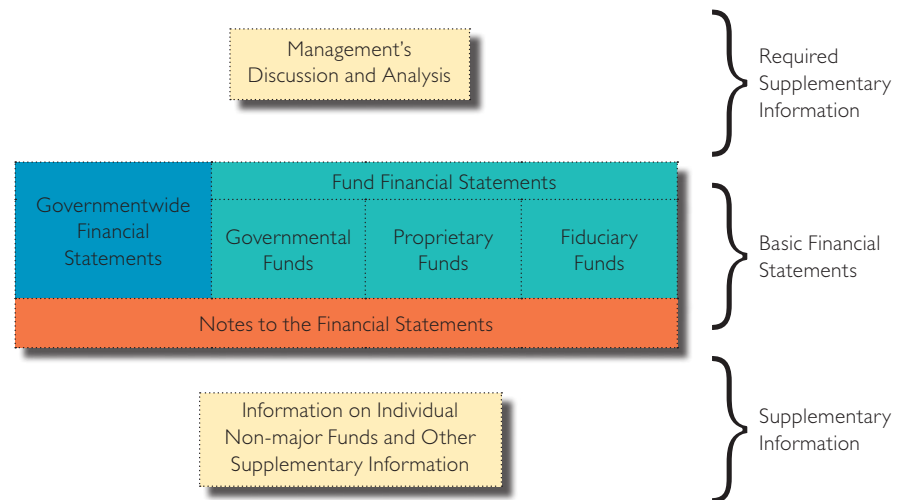 Management's
Discussion and Analysis
Required
Supplementary
Information
Governmentwide
Financial
Statements
Fund Financial Statements
Governmental
Funds
Proprietary
Funds
Fiduciary
Funds
Notes to the Financial Statements
Basic Financial
Statements
Information on Individual
Non-major Funds and Other
Supplementary Information
Supplementary
Information